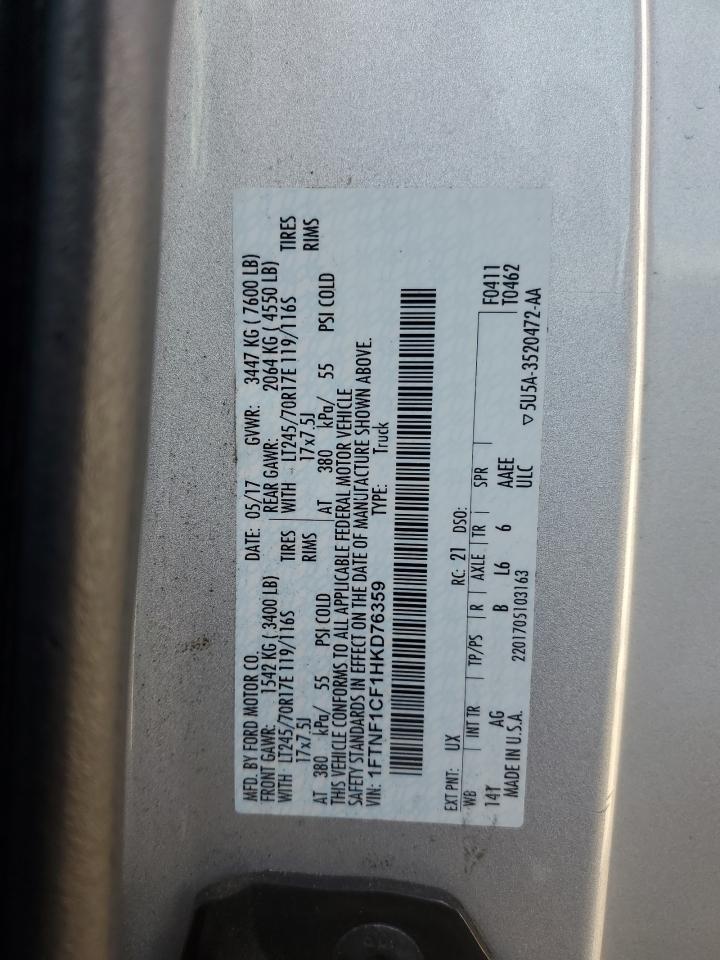 MFD. BY FORD MOTOR CO. DATE: 05/17 GVWR: 3447 KG ( 7600 LB)
FRONT GAWR: 1542 KG ( 3400 LB) REAR GAWR: 2064 KG ( 4550 LB)
WITH LT245/70R17E 119/116S TIRES WITH LT245/70R17E 119/116S TIRES
17x7.5J RIMS 17x7.5J RIMS
AT 380 kPa/ 55 PSI COLD AT 380 kPa/ 55 PSI COLD
THIS VEHICLE CONFORMS TO ALL APPLICABLE FEDERAL MOTOR VEHICLE
SAFETY STANDARDS IN EFFECT ON THE DATE OF MANUFACTURE SHOWN ABOVE.
VIN: 1FTNF1CF1HKD76359 TYPE: Truck
EXT PNT: UX RC: 21 DSO:
WB INT TR TP/PS R AXLE TR SPR F0411
141 AG B L6 6 AAEE T0462
MADE IN U.S.A. 2201705103163 ULC ▽5U5A-3520472-AA